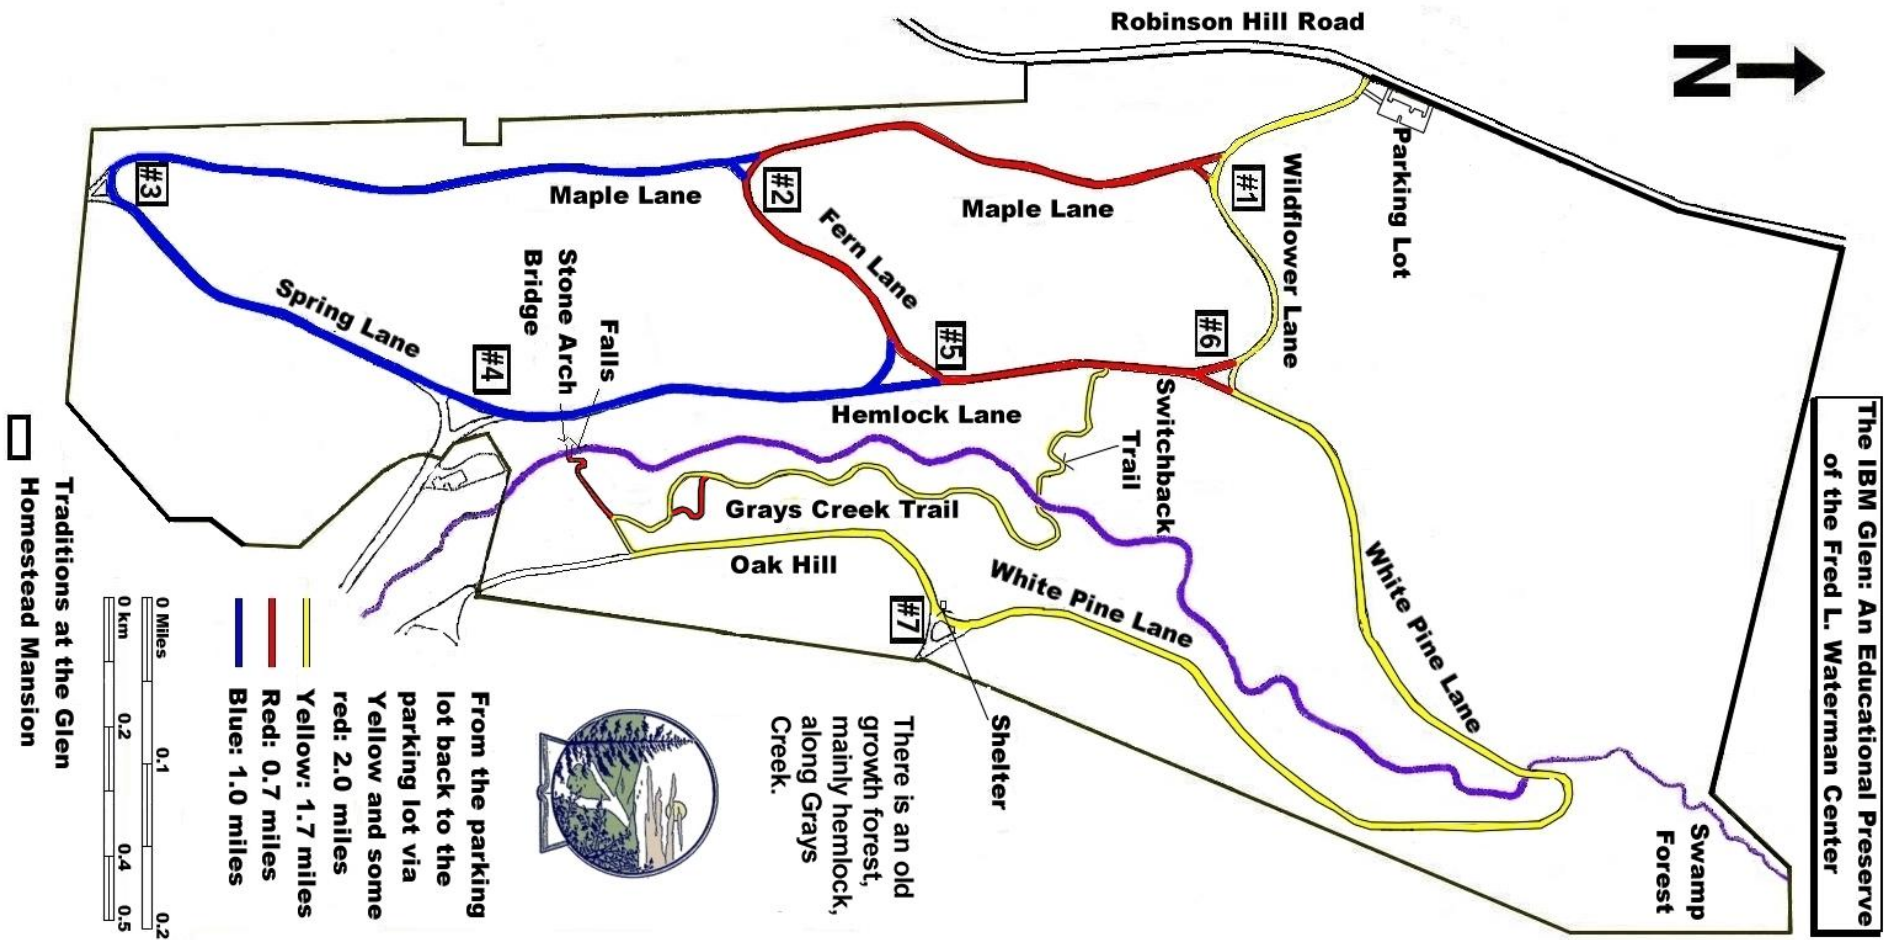 The IBM Glen: An Educational Preserve
of the Fred L. Waterman Center
Robinson Hill Road
N
Parking Lot
#1
Wildflower Lane
Maple Lane
#2
Maple Lane
#3
Fern Lane
Spring Lane
Stone Arch
Bridge
Falls
#4
#5
#6
Hemlock Lane
Switchback
Trail
Grays Creek Trail
Oak Hill
White Pine Lane
White Pine Lane
#7
Shelter
Swamp
Forest
There is an old
growth forest,
mainly hemlock,
along Grays
Creek.
From the parking
lot back to the
parking lot via
Yellow and some
red: 2.0 miles
Yellow: 1.7 miles
Red: 0.7 miles
Blue: 1.0 miles
0 Miles 0.1 0.2
0 km 0.2 0.4 0.5
Traditions at the Glen
Homestead Mansion